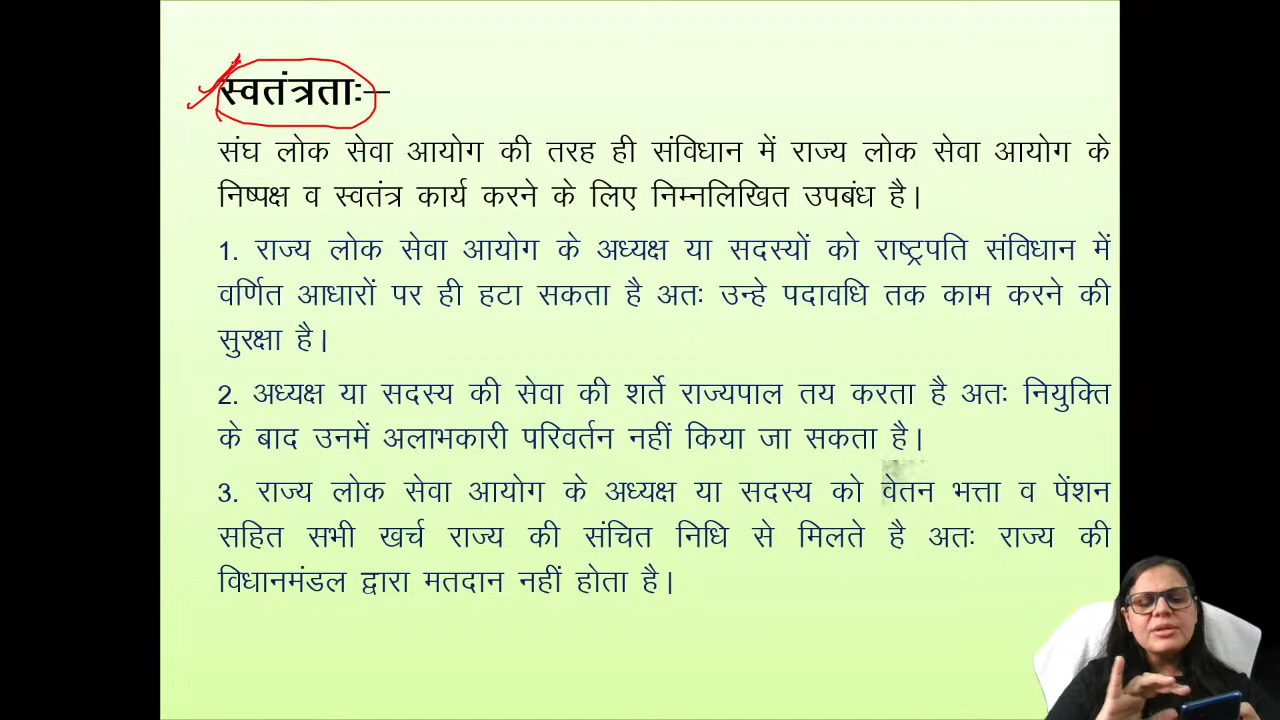 स्वतंत्रताः–
संघ लोक सेवा आयोग की तरह ही संविधान में राज्य लोक सेवा आयोग के
निष्पक्ष व स्वतंत्र कार्य करने के लिए निम्नलिखित उपबंध है।
1. राज्य लोक सेवा आयोग के अध्यक्ष या सदस्यों को राष्ट्रपति संविधान में
वर्णित आधारों पर ही हटा सकता है अतः उन्हे पदावधि तक काम करने की
सुरक्षा है।
2. अध्यक्ष या सदस्य की सेवा की शर्ते राज्यपाल तय करता है अतः नियुक्ति
के बाद उनमें अलाभकारी परिवर्तन नहीं किया जा सकता है।
3. राज्य लोक सेवा आयोग के अध्यक्ष या सदस्य को वेतन भत्ता व पेंशन
सहित सभी खर्च राज्य की संचित निधि से मिलते है अतः राज्य की
विधानमंडल द्वारा मतदान नहीं होता है।